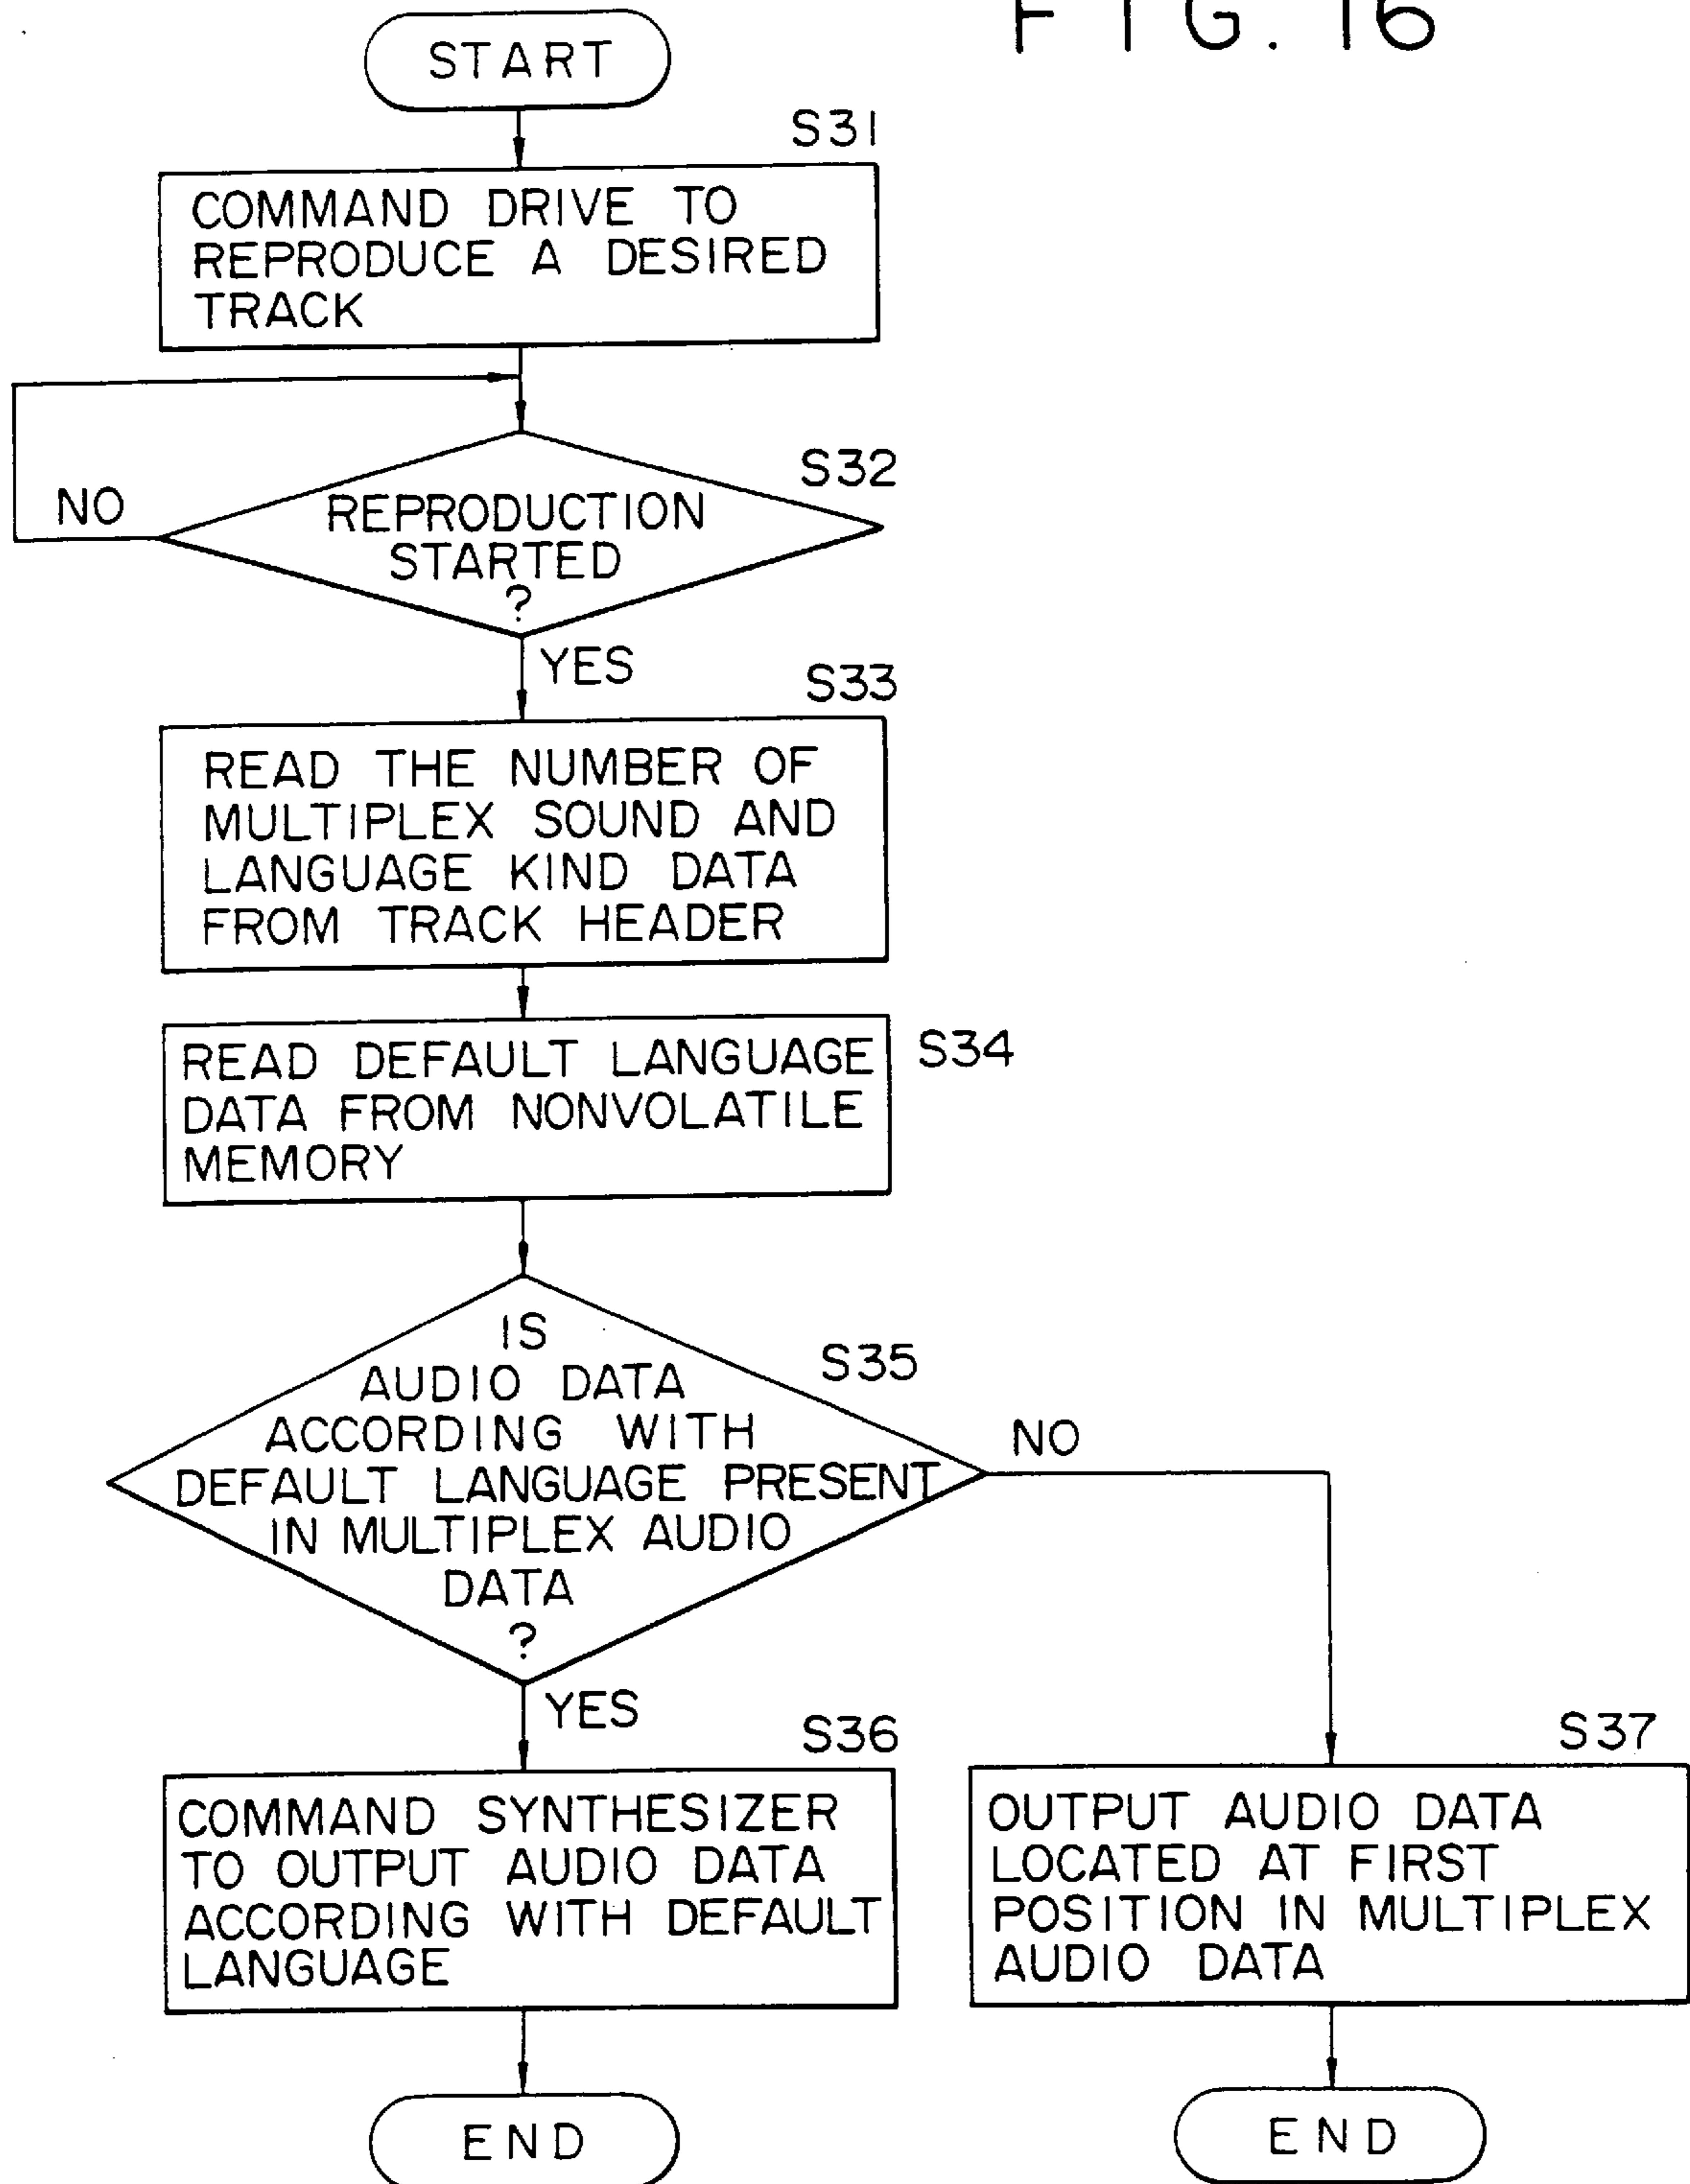 FIG. 16
START
S31
COMMAND DRIVE TO
REPRODUCE A DESIRED
TRACK
S32
NO
REPRODUCTION
STARTED
?
YES
S33
READ THE NUMBER OF
MULTIPLEX SOUND AND
LANGUAGE KIND DATA
FROM TRACK HEADER
S34
READ DEFAULT LANGUAGE
DATA FROM NONVOLATILE
MEMORY
IS
AUDIO DATA
S35
ACCORDING WITH
NO
DEFAULT LANGUAGE PRESENT
IN MULTIPLEX AUDIO
DATA
?
YES
S36
COMMAND SYNTHESIZER
TO OUTPUT AUDIO DATA
ACCORDING WITH DEFAULT
LANGUAGE
S37
OUTPUT AUDIO DATA
LOCATED AT FIRST
POSITION IN MULTIPLEX
AUDIO DATA
END
END